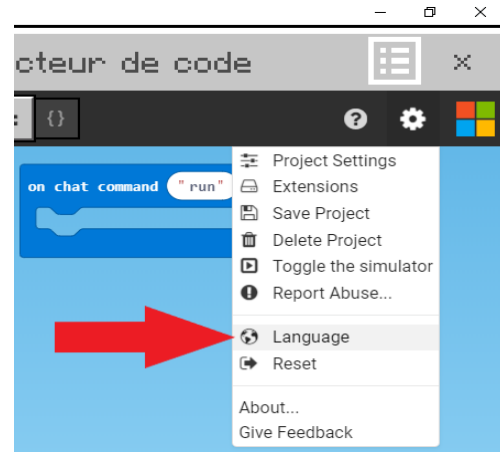 cteur de code
{}
?
on chat command "run"
Project Settings
Extensions
Save Project
Delete Project
Toggle the simulator
Report Abuse...
Language
Reset
About...
Give Feedback